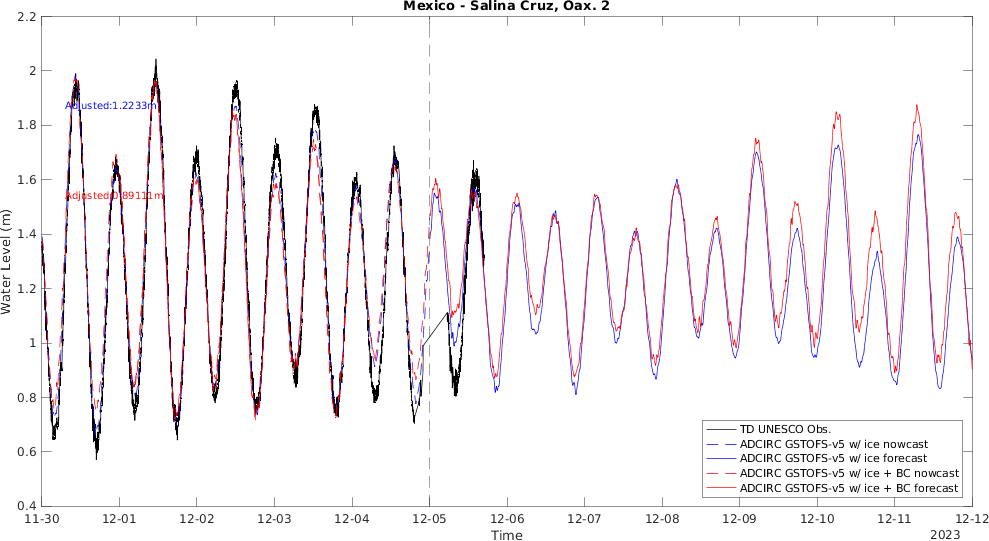 Mexico - Salina Cruz, Oax. 2
2.2
2
1.8
1.6
1.4
1.2
1
0.8
0.6
0.4
Water Level (m)
Adjusted:1.2233m
Adjusted:0.89111m
TD UNESCO Obs.
ADCIRC GSTOFS-v5 w/ ice nowcast
ADCIRC GSTOFS-v5 w/ ice forecast
ADCIRC GSTOFS-v5 w/ ice + BC nowcast
ADCIRC GSTOFS-v5 w/ ice + BC forecast
11-30 12-01 12-02 12-03 12-04 12-05 12-06 12-07 12-08 12-09 12-10 12-11 12-12
Time
2023